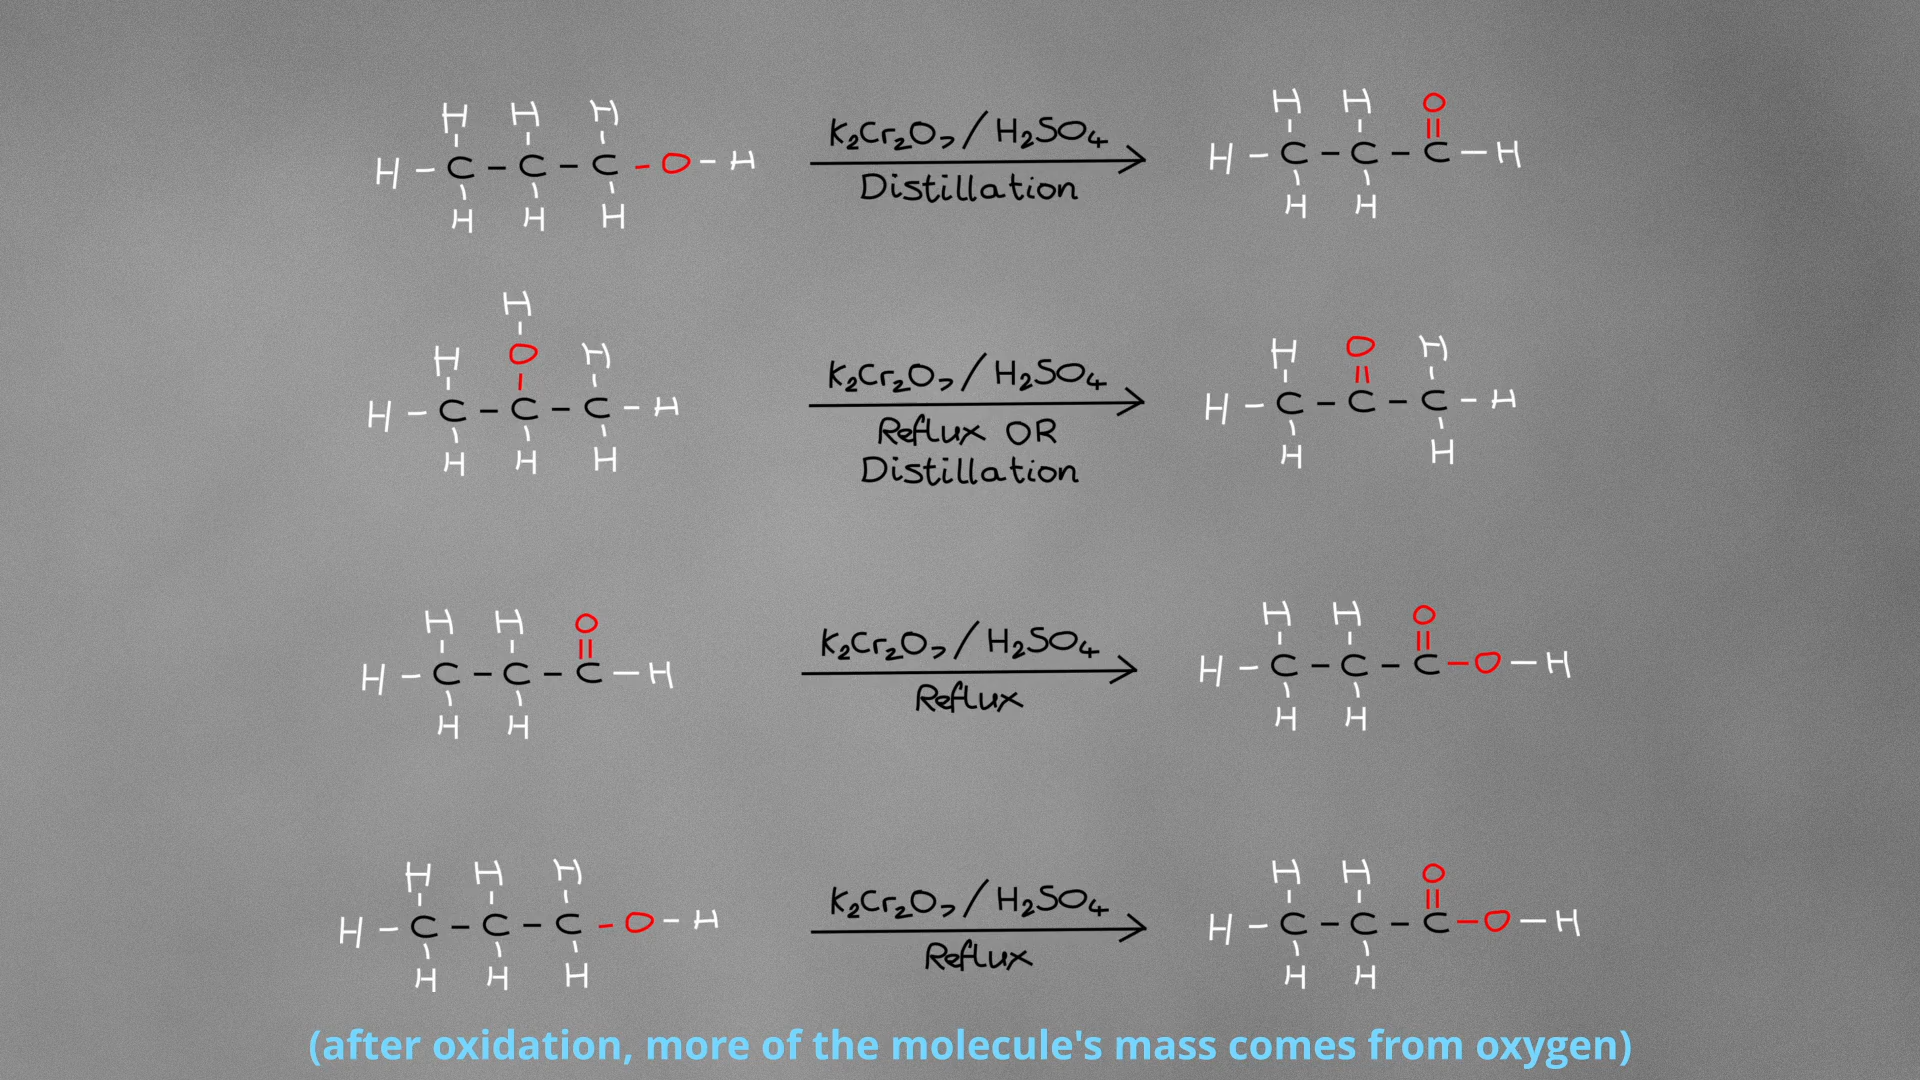 H H H
H - C - C - C - O - H
H H H
K₂Cr₂O₇ / H₂SO₄
Distillation
H H O
H - C - C - C - H
H H
H
O
H H
H - C - C - C - H
H H H
K₂Cr₂O₇ / H₂SO₄
Reflux OR
Distillation
H O H
H - C - C - C - H
H H
H H O
H - C - C - C - H
H H
K₂Cr₂O₇ / H₂SO₄
Reflux
H H O
H - C - C - C - O - H
H H
H H H
H - C - C - C - O - H
H H H
K₂Cr₂O₇ / H₂SO₄
Reflux
H H O
H - C - C - C - O - H
H H
(after oxidation, more of the molecule's mass comes from oxygen)